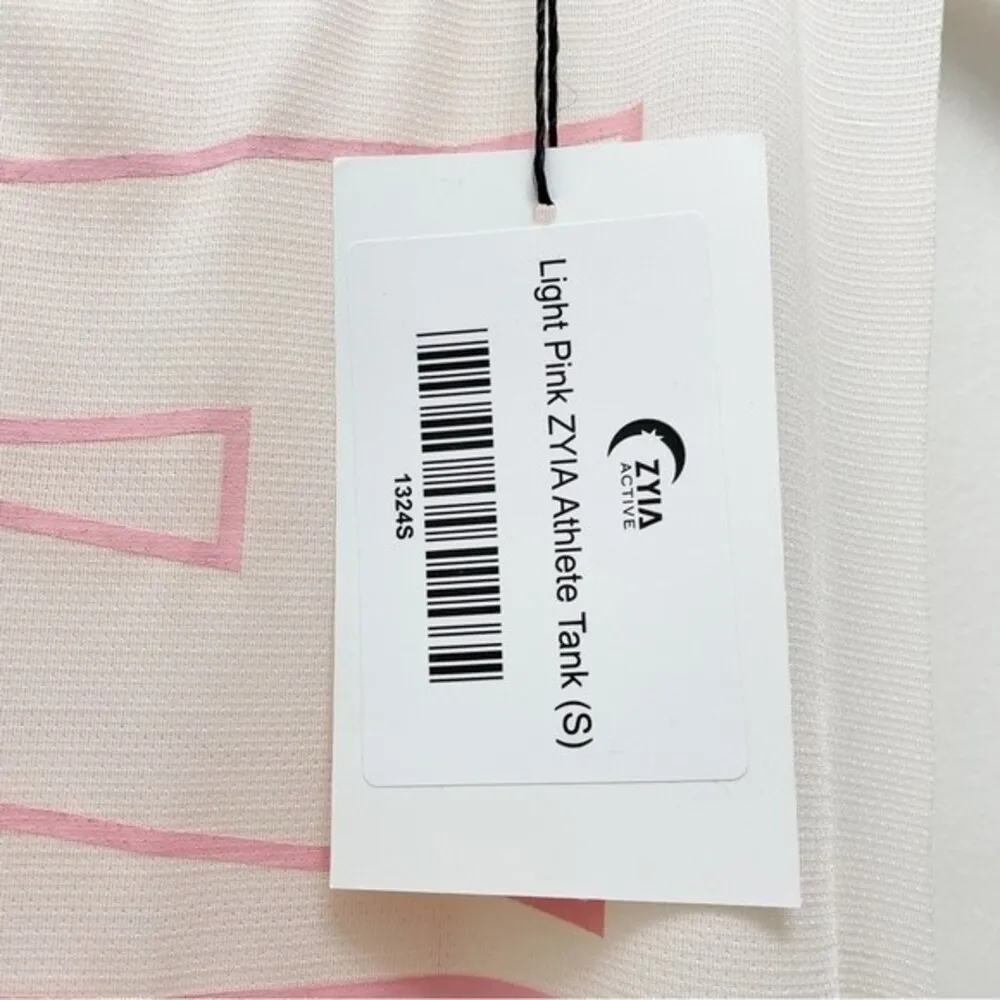 ZYIA
ACTIVE
Light Pink ZYIA Athlete Tank (S)
1324S